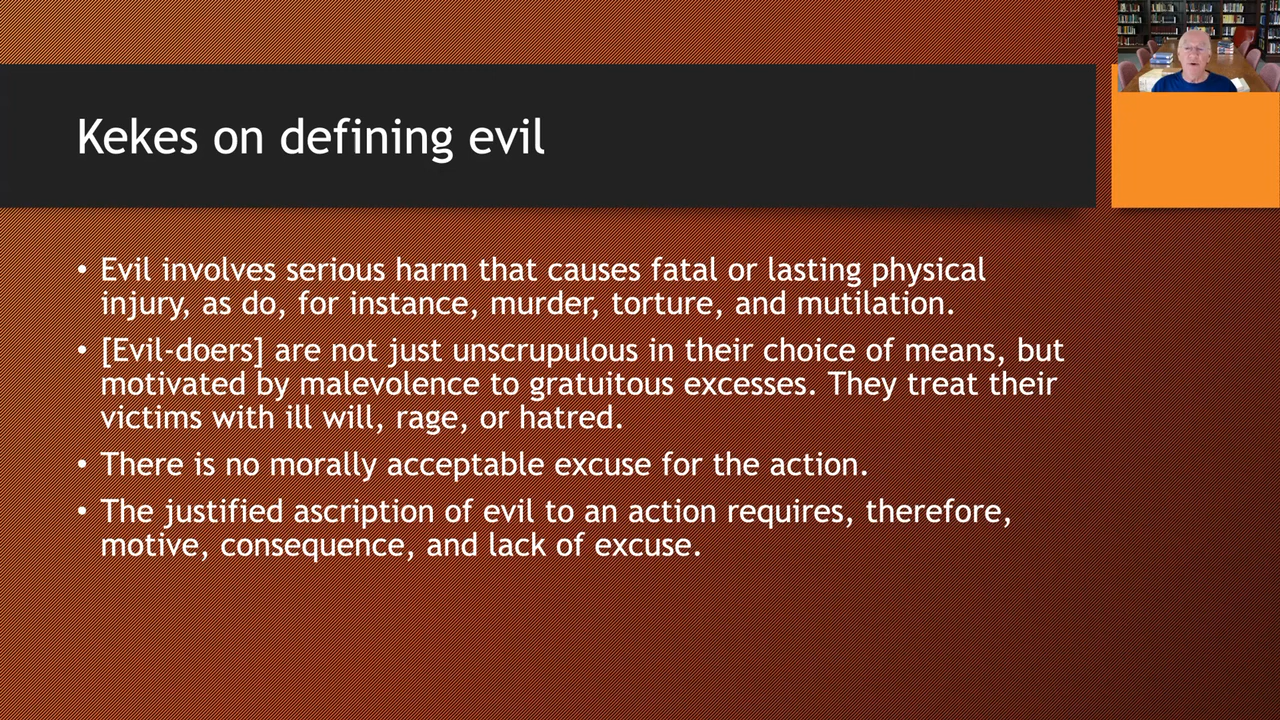 Kekes on defining evil
• Evil involves serious harm that causes fatal or lasting physical
injury, as do, for instance, murder, torture, and mutilation.
• [Evil-doers] are not just unscrupulous in their choice of means, but
motivated by malevolence to gratuitous excesses. They treat their
victims with ill will, rage, or hatred.
• There is no morally acceptable excuse for the action.
• The justified ascription of evil to an action requires, therefore,
motive, consequence, and lack of excuse.